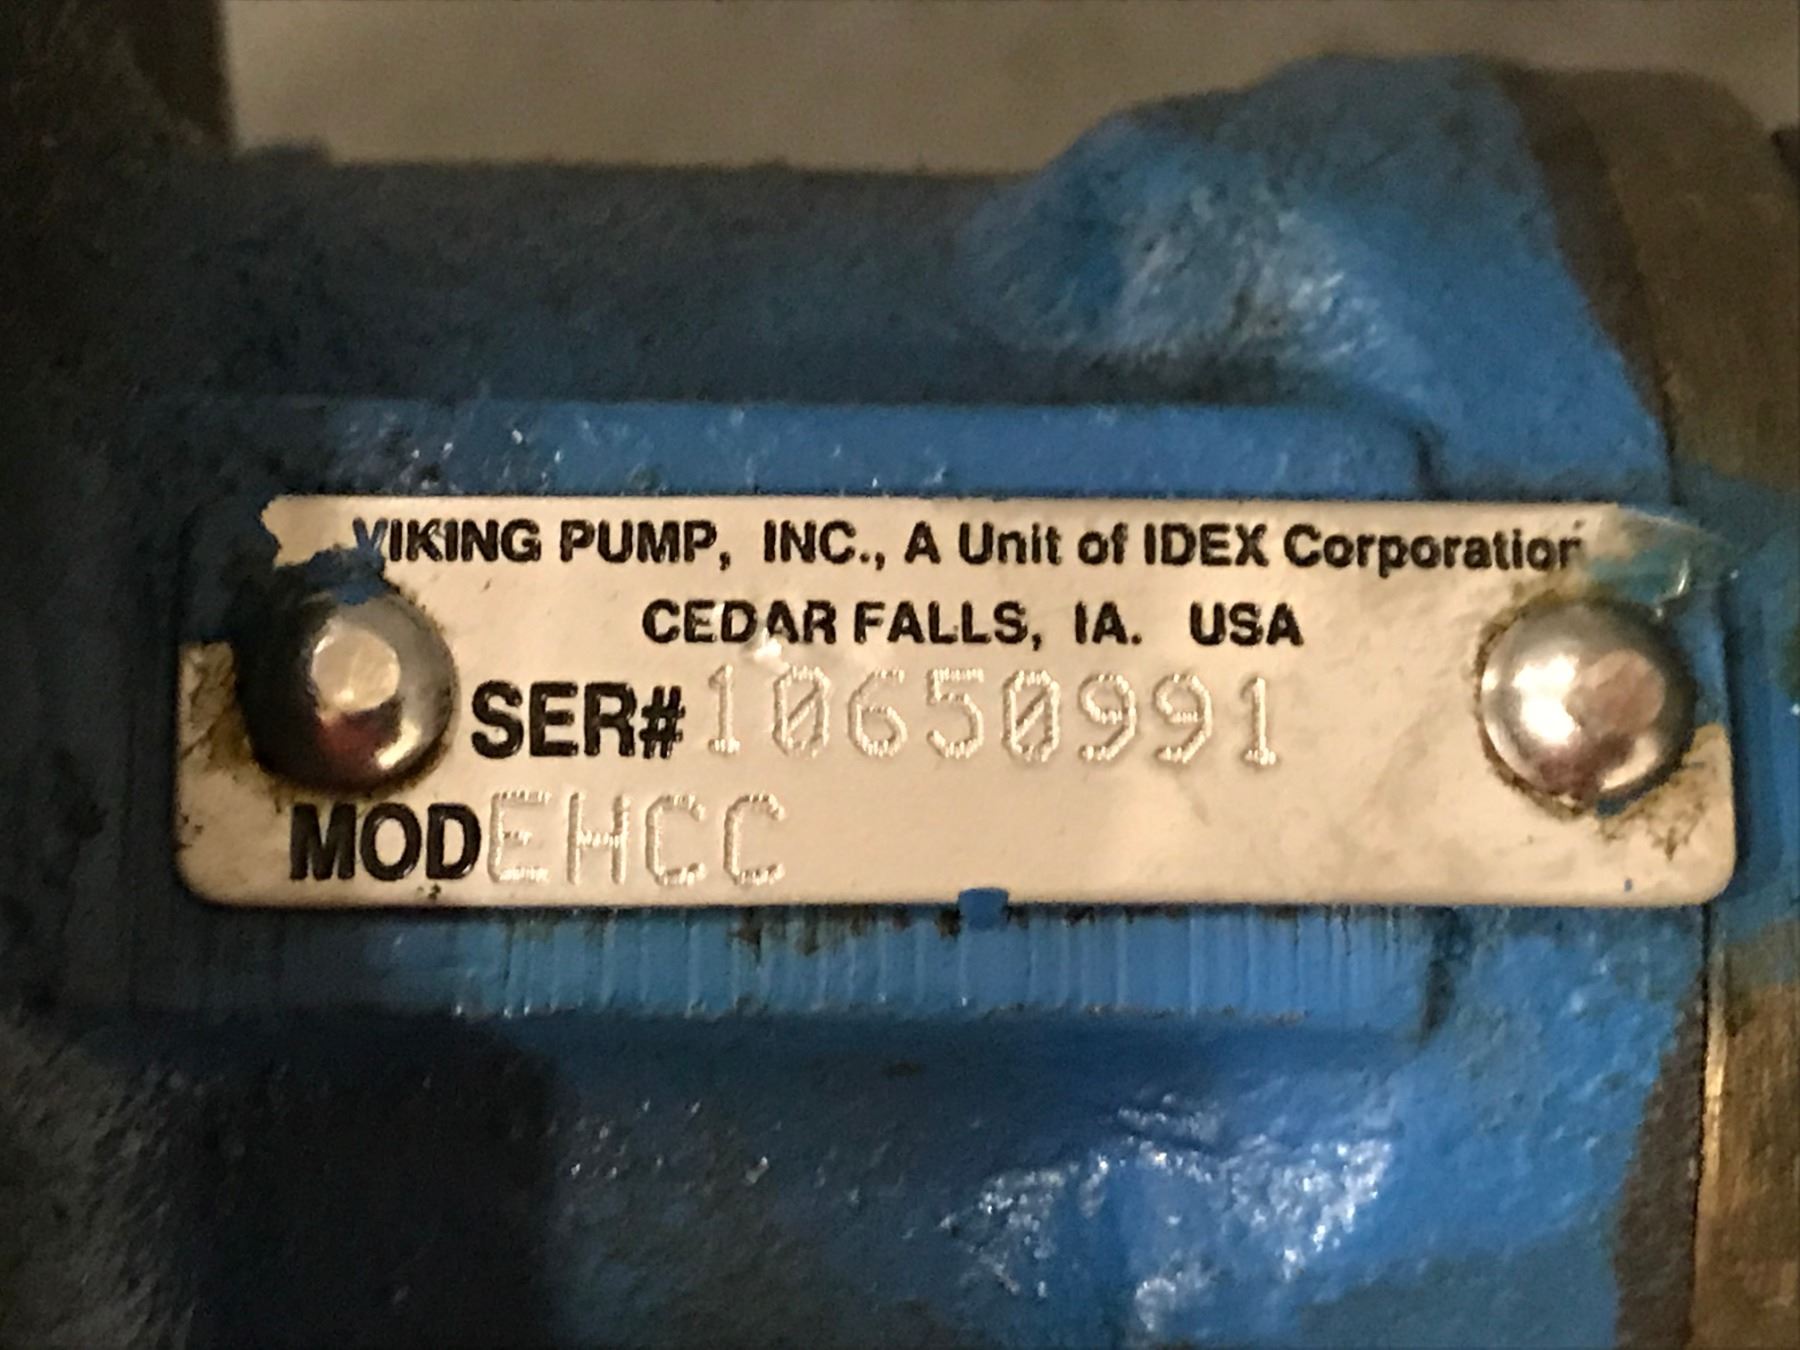 VIKING PUMP, INC., A Unit of IDEX Corporation
CEDAR FALLS, IA. USA
SER# 10650991
MOD EHCC